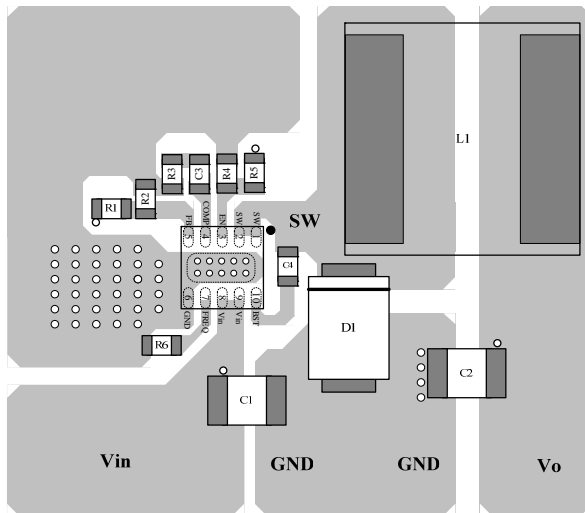 L1
R3
C3
R4
R5
R2
R1
FB 5
COMP 4
EN 3
SW 2
SW 1
SW
C4
6 GND
7 FREQ
8 Vin
9 Vin
10 BST
D1
R6
C2
C1
Vin
GND
GND
Vo